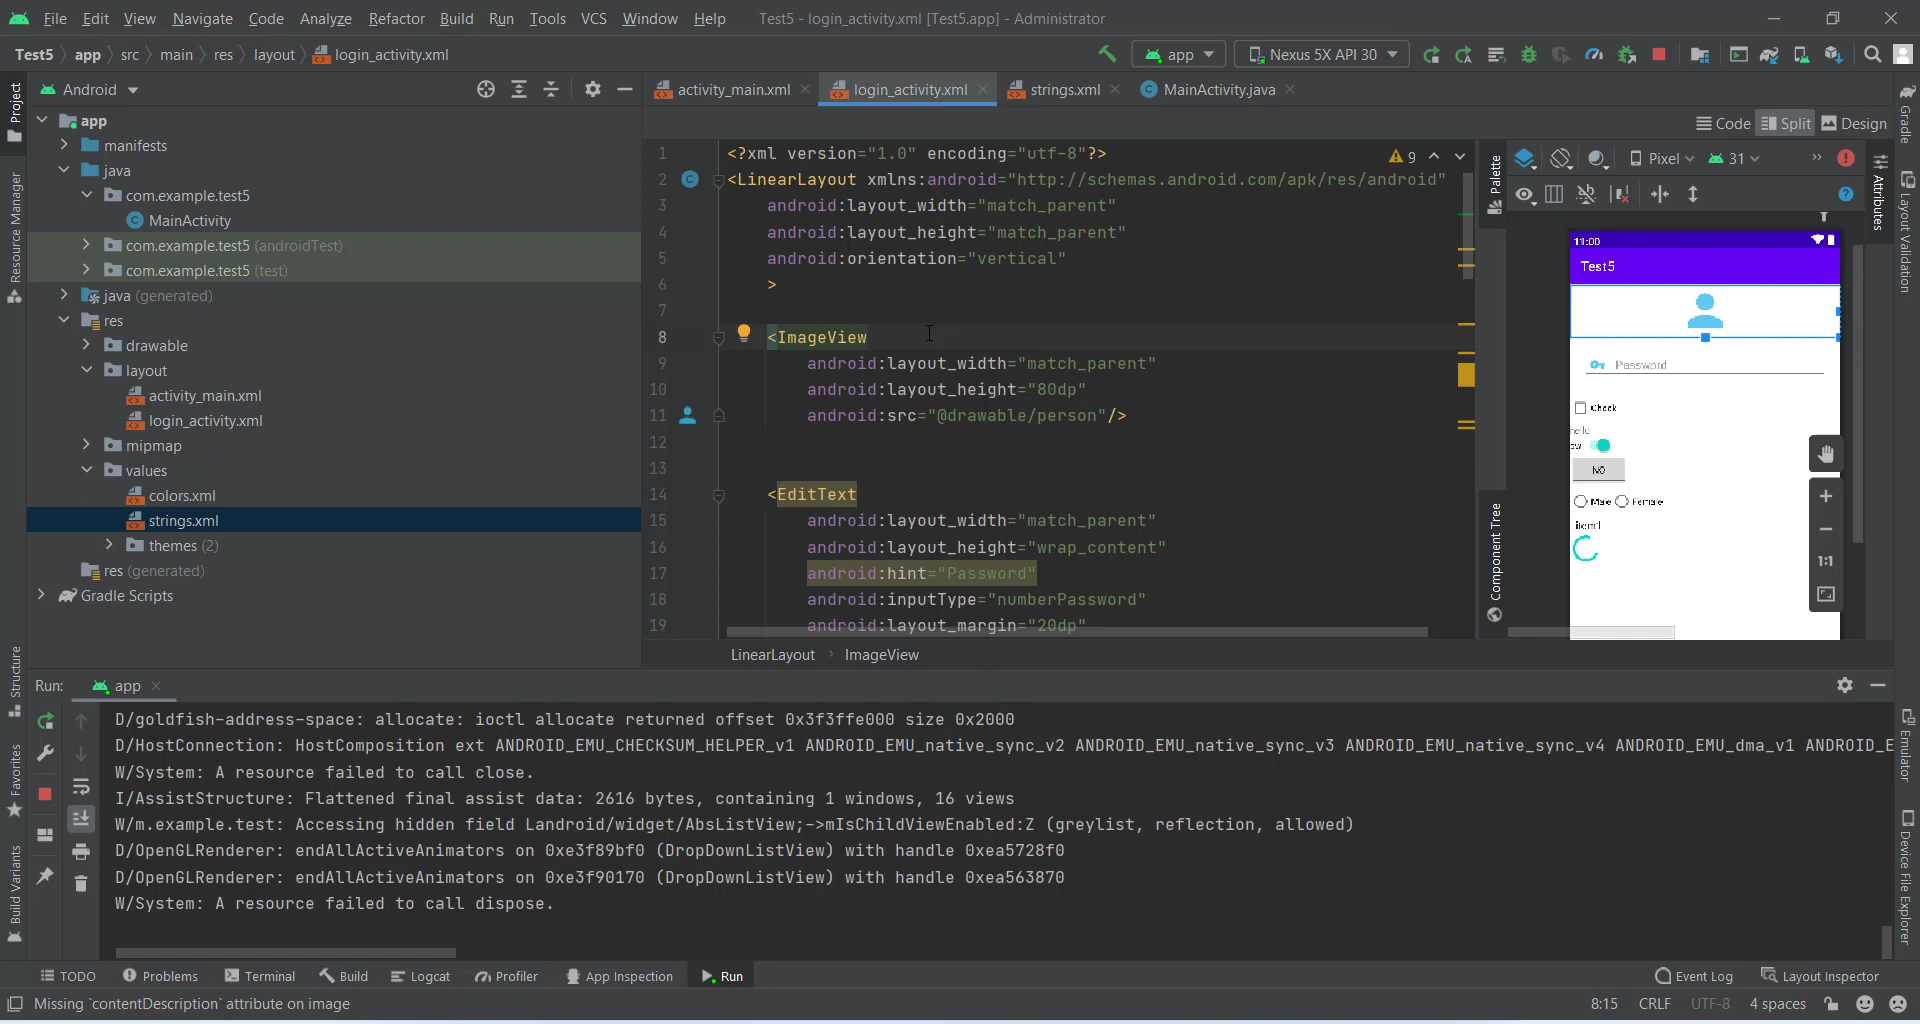 File Edit View Navigate Code Analyze Refactor Build Run Tools VCS Window Help Test5 - login_activity.xml [Test5.app] - Administrator
Test5 app src main res layout login_activity.xml app Nexus 5X API 30
Android activity_main.xml login_activity.xml strings.xml MainActivity.java
Code Split Design
Project
Resource Manager
Structure
Favorites
Build Variants
app
manifests
java
com.example.test5
MainActivity
com.example.test5 (androidTest)
com.example.test5 (test)
java (generated)
res
drawable
layout
activity_main.xml
login_activity.xml
mipmap
values
colors.xml
strings.xml
themes (2)
res (generated)
Gradle Scripts
1 <?xml version="1.0" encoding="utf-8"?>
2 <LinearLayout xmlns:android="http://schemas.android.com/apk/res/android"
3 android:layout_width="match_parent"
4 android:layout_height="match_parent"
5 android:orientation="vertical"
6 >
7
8 <ImageView
9 android:layout_width="match_parent"
10 android:layout_height="80dp"
11 android:src="@drawable/person"/>
12
13
14 <EditText
15 android:layout_width="match_parent"
16 android:layout_height="wrap_content"
17 android:hint="Password"
18 android:inputType="numberPassword"
19 android:layout_margin="20dp"
9
LinearLayout ImageView
Palette
Component Tree
Pixel 31
11:00
Test5
Password
Check
hello
ow
NO
Male Female
item1
1:1
Attributes
Gradle
Layout Validation
Emulator
Device File Explorer
Run: app
D/goldfish-address-space: allocate: ioctl allocate returned offset 0x3f3ffe000 size 0x2000
D/HostConnection: HostComposition ext ANDROID_EMU_CHECKSUM_HELPER_v1 ANDROID_EMU_native_sync_v2 ANDROID_EMU_native_sync_v3 ANDROID_EMU_native_sync_v4 ANDROID_EMU_dma_v1 ANDROID_E
W/System: A resource failed to call close.
I/AssistStructure: Flattened final assist data: 2616 bytes, containing 1 windows, 16 views
W/m.example.test: Accessing hidden field Landroid/widget/AbsListView;->mIsChildViewEnabled:Z (greylist, reflection, allowed)
D/OpenGLRenderer: endAllActiveAnimators on 0xe3f89bf0 (DropDownListView) with handle 0xea5728f0
D/OpenGLRenderer: endAllActiveAnimators on 0xe3f90170 (DropDownListView) with handle 0xea563870
W/System: A resource failed to call dispose.
TODO Problems Terminal Build Logcat Profiler App Inspection Run Event Log Layout Inspector
Missing `contentDescription` attribute on image 8:15 CRLF UTF-8 4 spaces